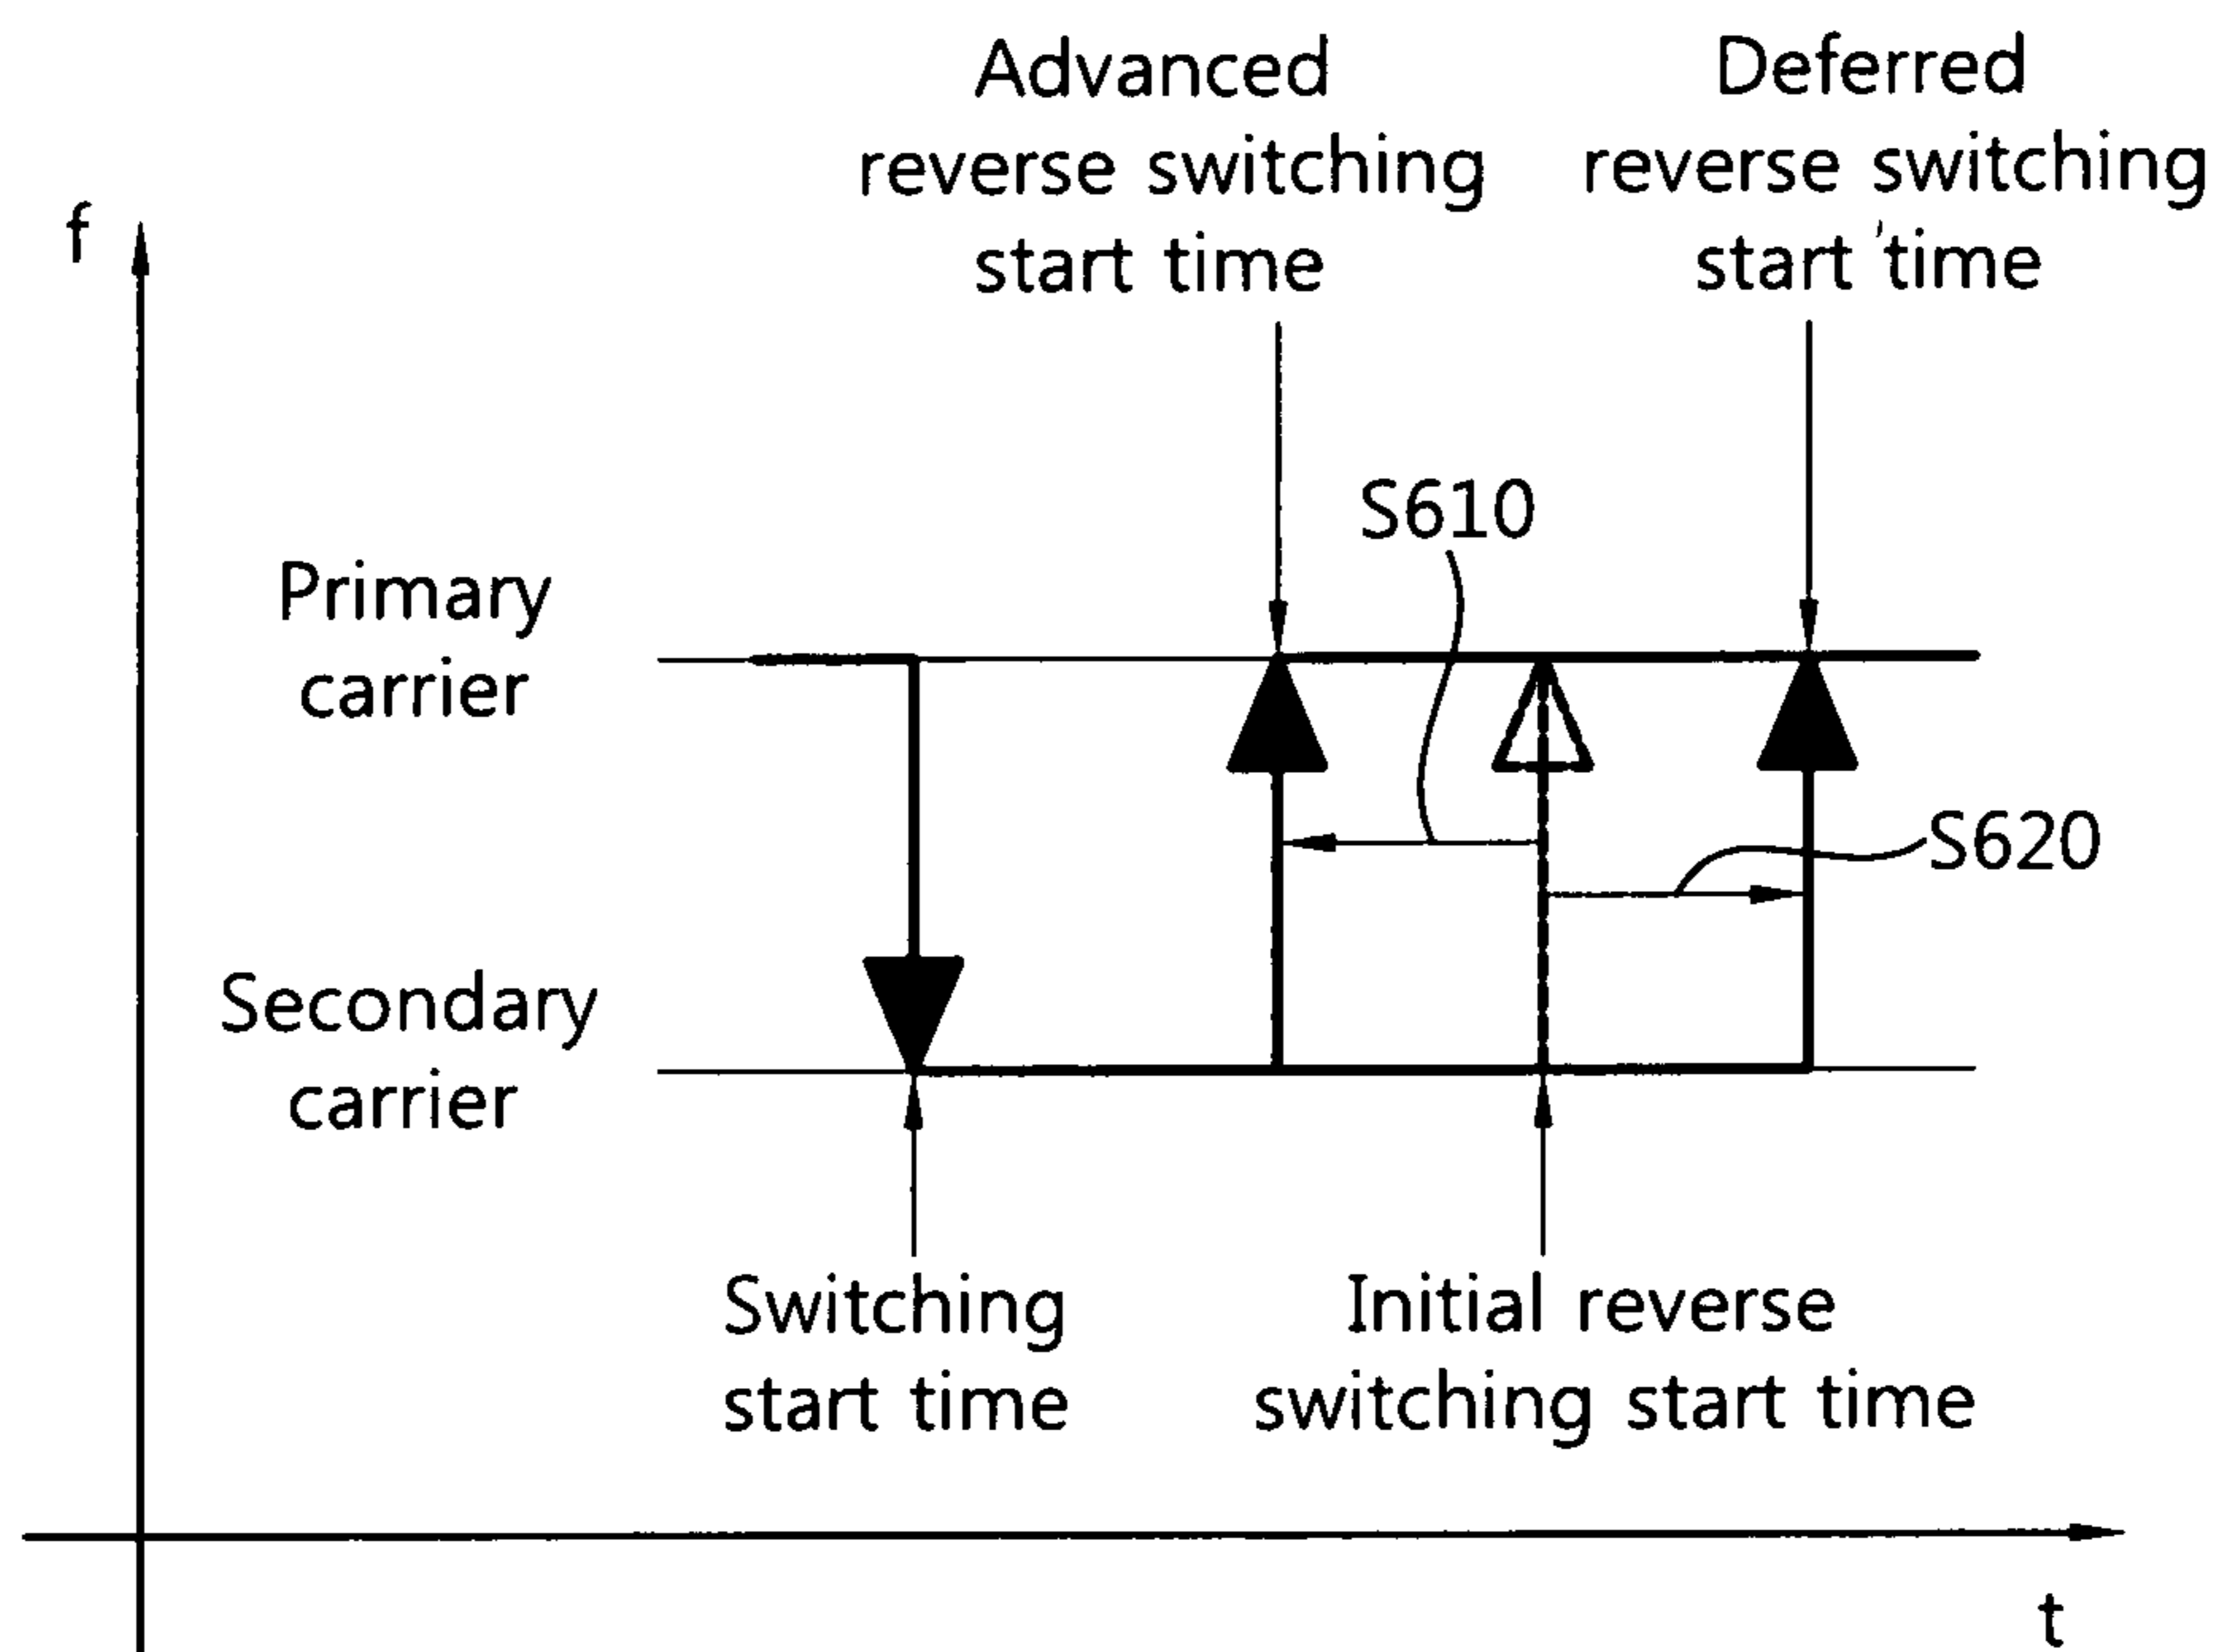 Advanced
reverse switching
start time
Deferred
reverse switching
start time
f
S610
Primary
carrier
S620
Secondary
carrier
Switching
start time
Initial reverse
switching start time
t